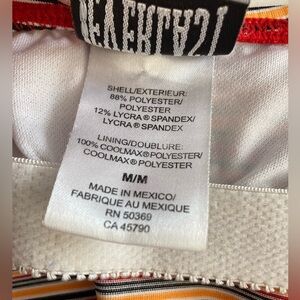 SHELL/EXTERIEUR:
88% POLYESTER/
POLYESTER
12% LYCRA®SPANDEX/
LYCRA®SPANDEX
LINING/DOUBLURE:
100% COOLMAX®POLYESTER/
COOLMAX®POLYESTER
M/M
MADE IN MEXICO/
FABRIQUE AU MEXIQUE
RN 50369
CA 45790